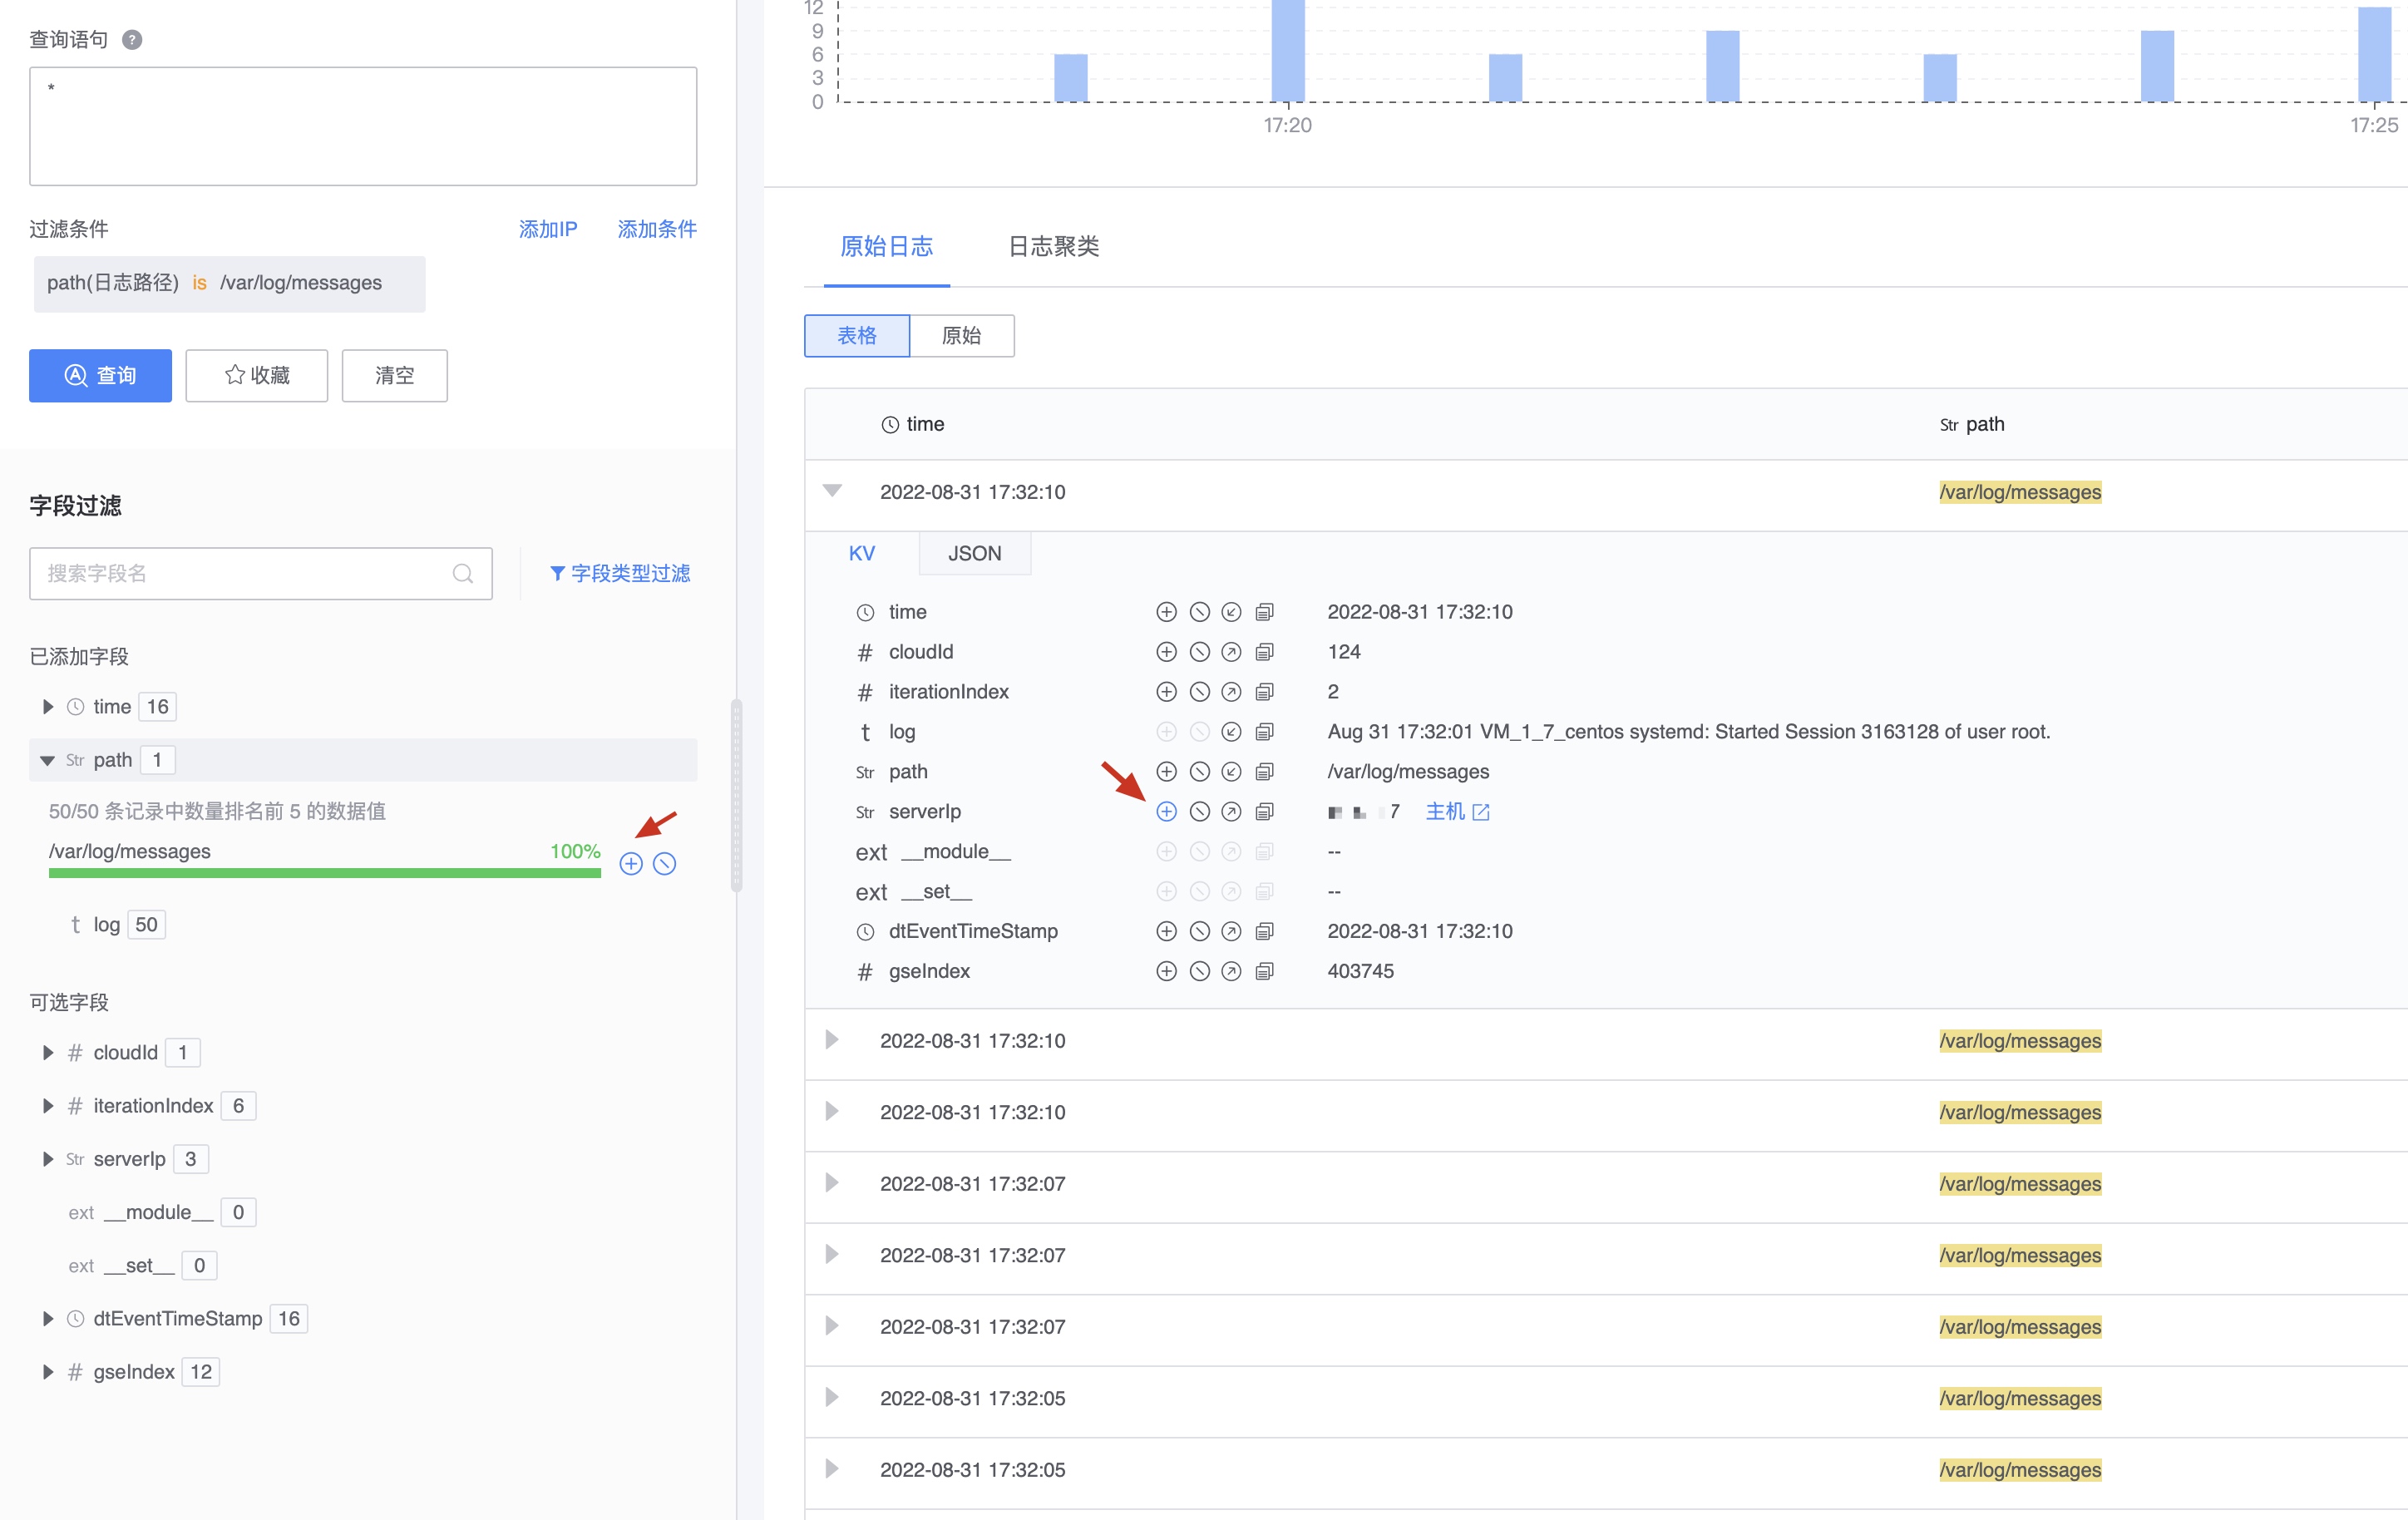 查询语句 ?
*
过滤条件 添加IP 添加条件
path(日志路径) is /var/log/messages
查询 收藏 清空
字段过滤
搜索字段名 字段类型过滤
已添加字段
time 16
Str path 1
50/50 条记录中数量排名前 5 的数据值
/var/log/messages 100%
t log 50
可选字段
# cloudId 1
# iterationIndex 6
Str serverIp 3
ext __module__ 0
ext __set__ 0
dtEventTimeStamp 16
# gseIndex 12
12
9
6
3
0
17:20 17:25
原始日志 日志聚类
表格 原始
time Str path
2022-08-31 17:32:10 /var/log/messages
KV JSON
time 2022-08-31 17:32:10
# cloudId 124
# iterationIndex 2
t log Aug 31 17:32:01 VM_1_7_centos systemd: Started Session 3163128 of user root.
Str path /var/log/messages
Str serverIp 7 主机
ext __module__ --
ext __set__ --
dtEventTimeStamp 2022-08-31 17:32:10
# gseIndex 403745
2022-08-31 17:32:10 /var/log/messages
2022-08-31 17:32:10 /var/log/messages
2022-08-31 17:32:07 /var/log/messages
2022-08-31 17:32:07 /var/log/messages
2022-08-31 17:32:07 /var/log/messages
2022-08-31 17:32:05 /var/log/messages
2022-08-31 17:32:05 /var/log/messages